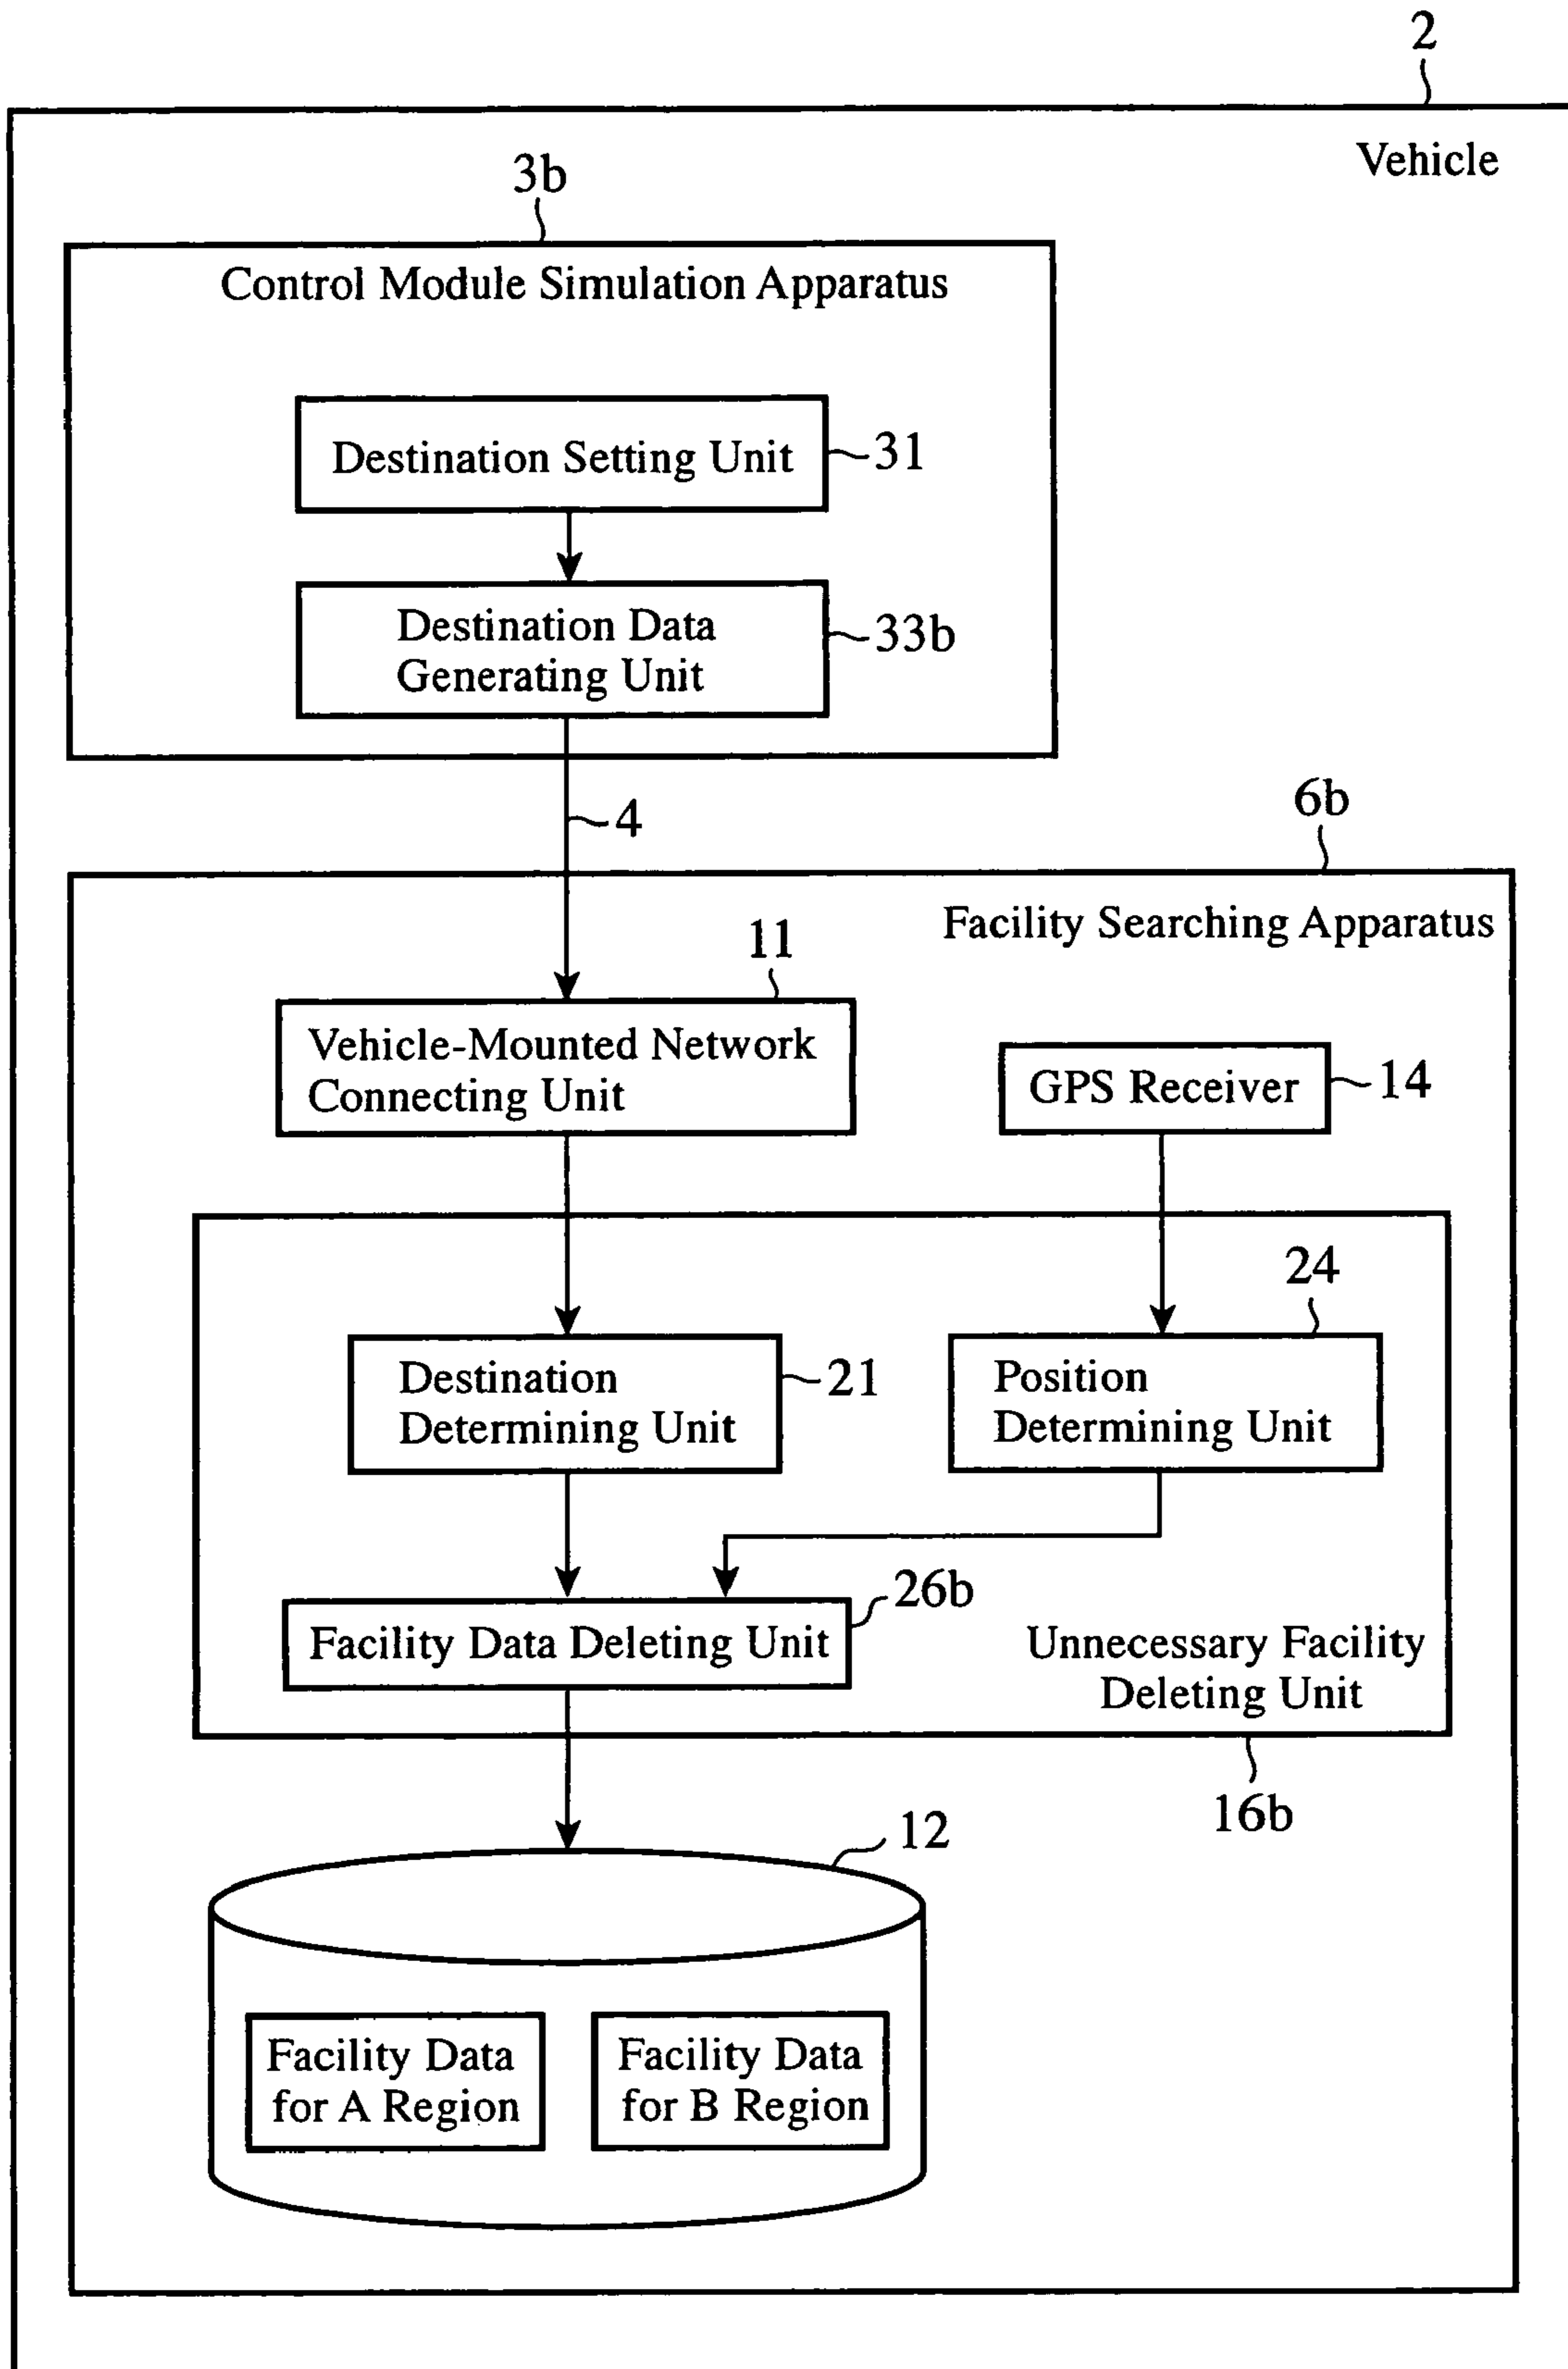 2
Vehicle
3b
Control Module Simulation Apparatus
Destination Setting Unit
31
Destination Data
Generating Unit
33b
4
6b
Facility Searching Apparatus
11
Vehicle-Mounted Network
Connecting Unit
GPS Receiver
14
24
Destination
Determining Unit
21
Position
Determining Unit
26b
Facility Data Deleting Unit
Unnecessary Facility
Deleting Unit
16b
12
Facility Data
for A Region
Facility Data
for B Region